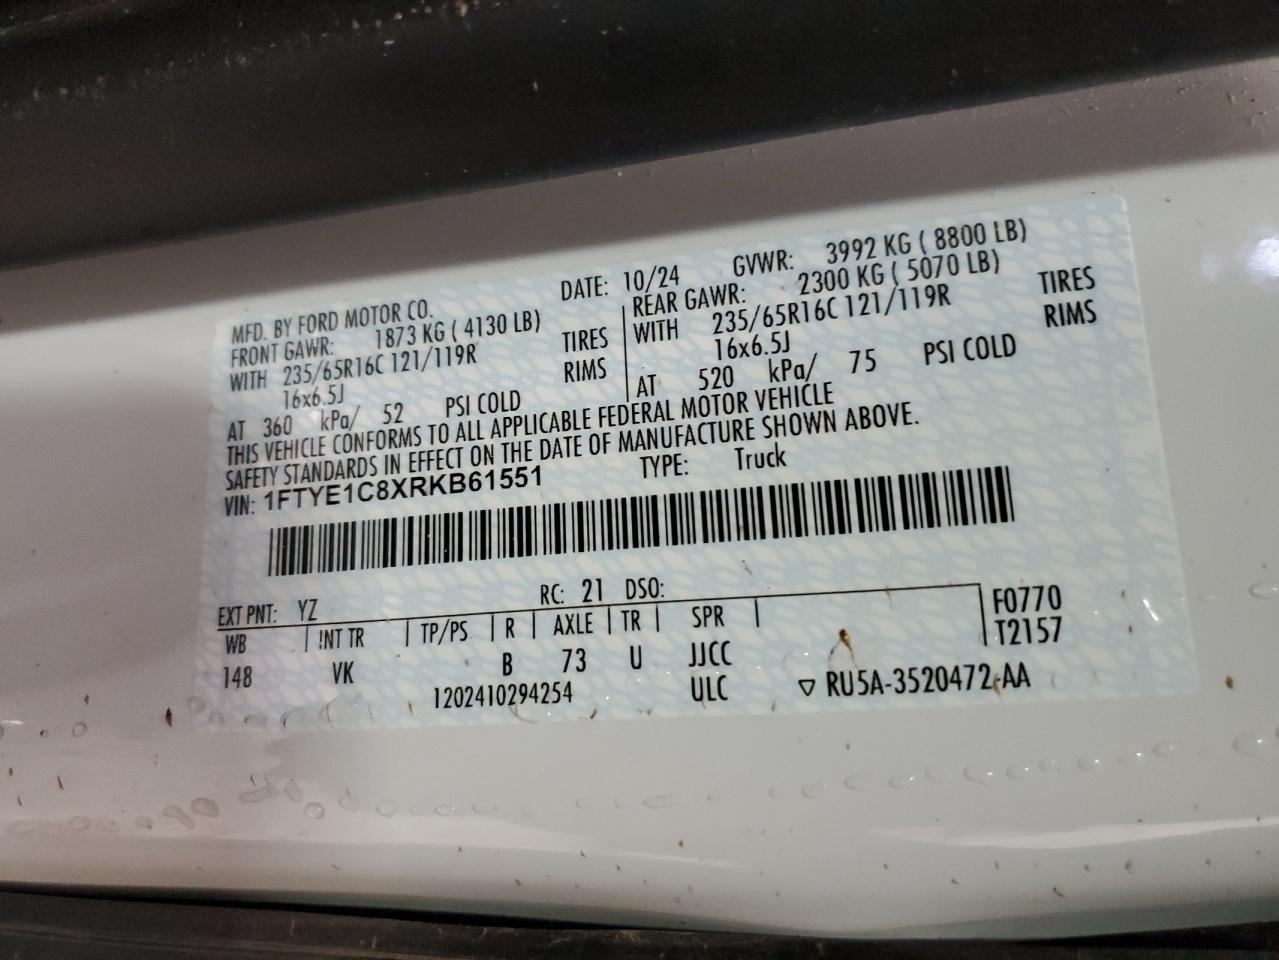 MFD. BY FORD MOTOR CO. DATE: 10/24 GVWR: 3992 KG ( 8800 LB)
FRONT GAWR: 1873 KG ( 4130 LB) REAR GAWR: 2300 KG ( 5070 LB)
WITH 235/65R16C 121/119R TIRES WITH 235/65R16C 121/119R TIRES
16x6.5J RIMS 16x6.5J RIMS
AT 360 kPa/ 52 PSI COLD AT 520 kPa/ 75 PSI COLD
THIS VEHICLE CONFORMS TO ALL APPLICABLE FEDERAL MOTOR VEHICLE
SAFETY STANDARDS IN EFFECT ON THE DATE OF MANUFACTURE SHOWN ABOVE.
VIN: 1FTYE1C8XRKB61551 TYPE: Truck
EXT PNT: YZ RC: 21 DSO:
WB INT TR TP/PS R AXLE TR SPR F0770
148 VK B 73 U JJCC T2157
1202410294254 ULC ▽ RU5A-3520472-AA